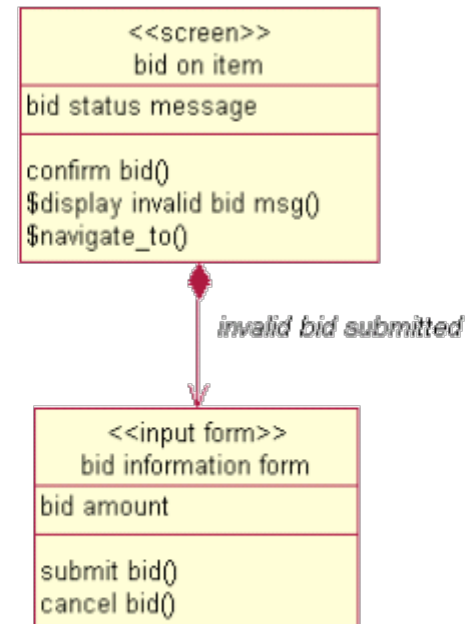 <<screen>>
bid on item
bid status message
confirm bid()
$display invalid bid msg()
$navigate_to()
invalid bid submitted
<<input form>>
bid information form
bid amount
submit bid()
cancel bid()